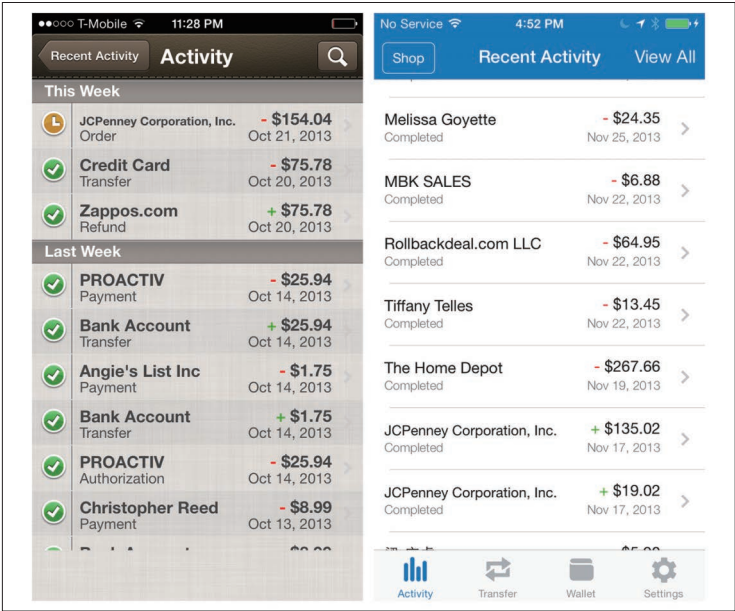 T-Mobile 11:28 PM
Recent Activity Activity
This Week
JCPenney Corporation, Inc. - $154.04
Order Oct 21, 2013
Credit Card - $75.78
Transfer Oct 20, 2013
Zappos.com + $75.78
Refund Oct 20, 2013
Last Week
PROACTIV - $25.94
Payment Oct 14, 2013
Bank Account + $25.94
Transfer Oct 14, 2013
Angie's List Inc - $1.75
Payment Oct 14, 2013
Bank Account + $1.75
Transfer Oct 14, 2013
PROACTIV - $25.94
Authorization Oct 14, 2013
Christopher Reed - $8.99
Payment Oct 13, 2013
No Service 4:52 PM
Shop Recent Activity View All
Melissa Goyette - $24.35
Completed Nov 25, 2013
MBK SALES - $6.88
Completed Nov 22, 2013
Rollbackdeal.com LLC - $64.95
Completed Nov 22, 2013
Tiffany Telles - $13.45
Completed Nov 22, 2013
The Home Depot - $267.66
Completed Nov 19, 2013
JCPenney Corporation, Inc. + $135.02
Completed Nov 17, 2013
JCPenney Corporation, Inc. + $19.02
Completed Nov 17, 2013
Activity Transfer Wallet Settings